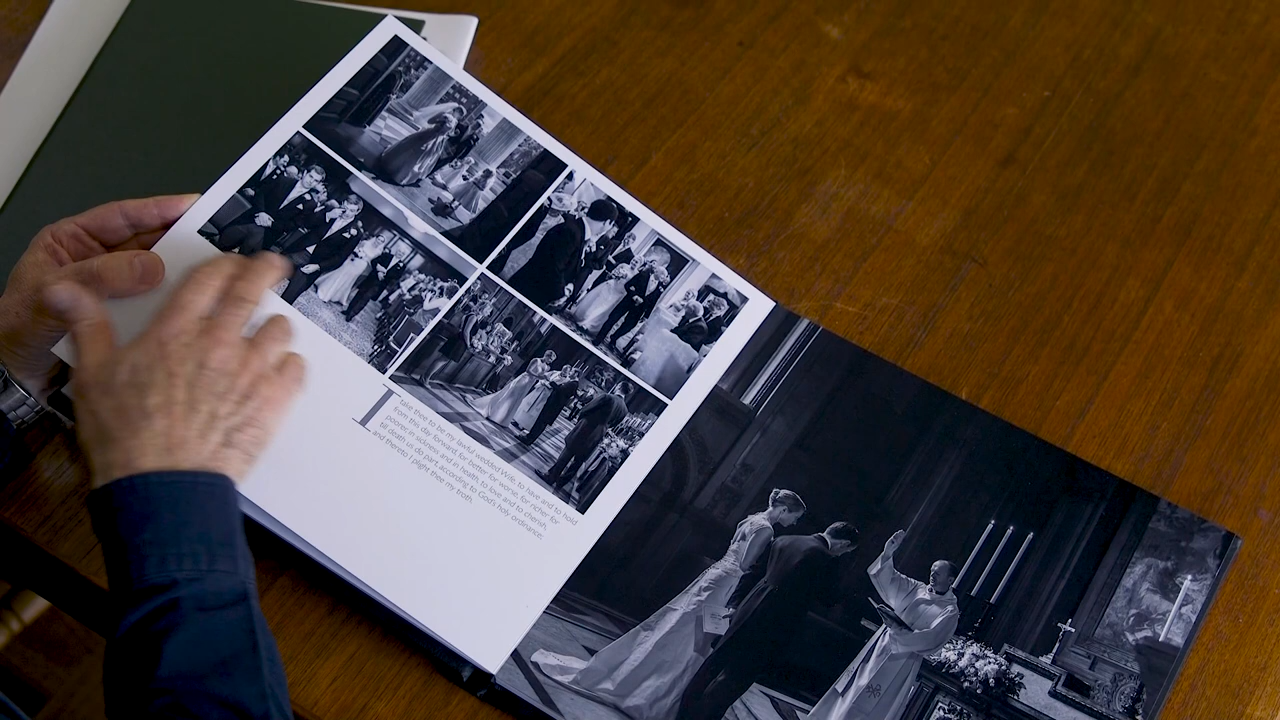 I take thee to be my lawful wedded Wife, to have and to hold
from this day forward, for better for worse, for richer for
poorer, in sickness and in health, to love and to cherish,
till death us do part, according to God's holy ordinance;
and thereto I plight thee my troth.